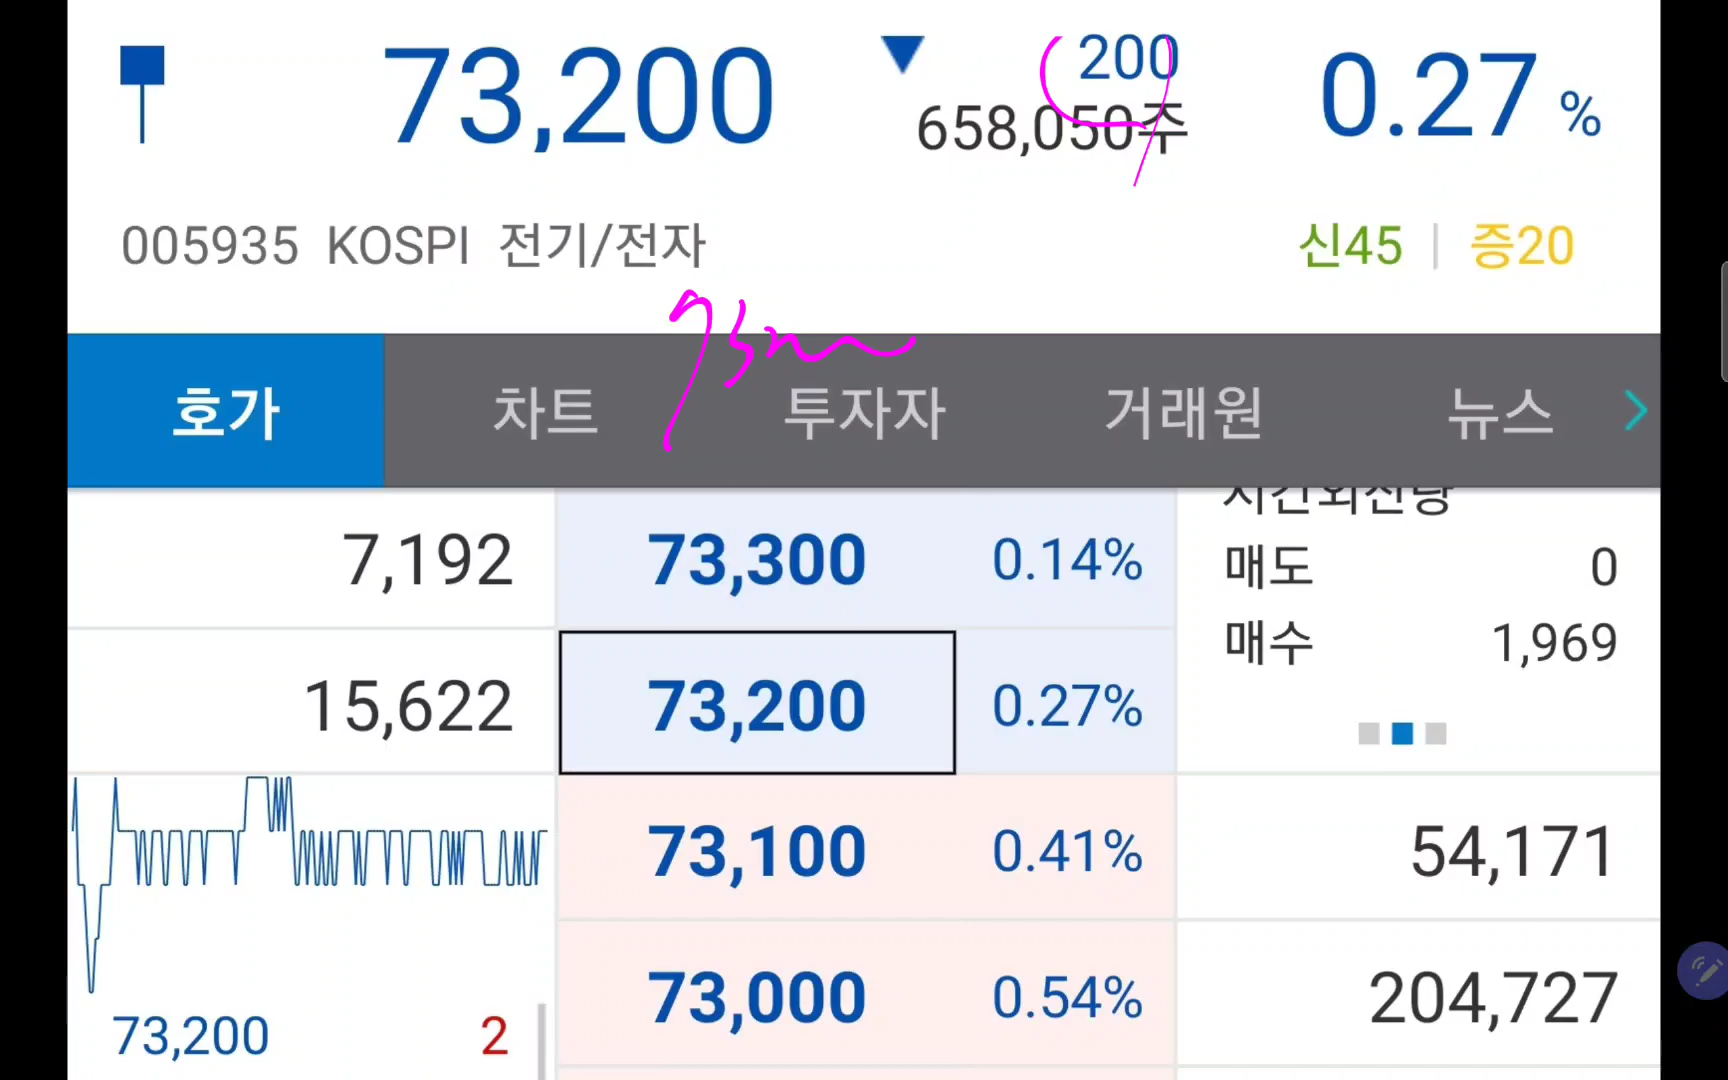 73,200 ▼ 200 0.27 %
658,050주
005935 KOSPI 전기/전자 신45 | 증20
호가 차트 투자자 거래원 뉴스 >
7,192 73,300 0.14%
매도 0
15,622 73,200 0.27%
매수 1,969
73,100 0.41% 54,171
73,000 0.54% 204,727
73,200 2